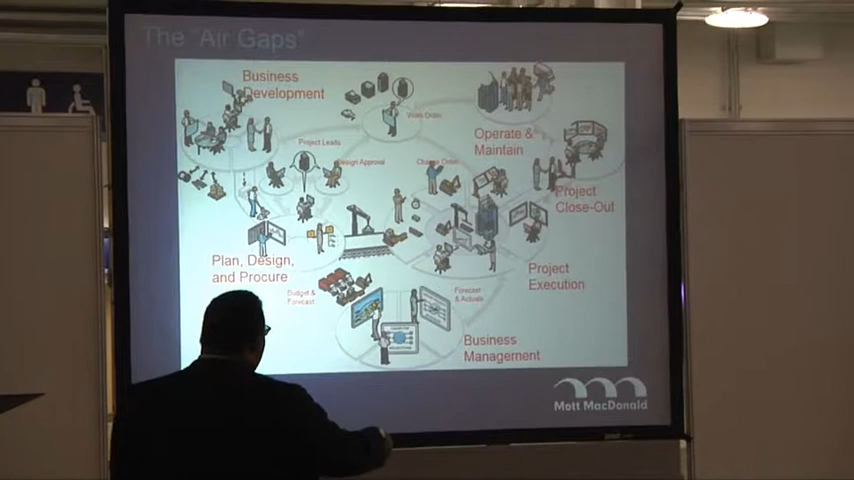 The "Air Gaps"
Business
Development
Work Order
Operate &
Maintain
Project Leads
Design Approval
Change Order
Project
Close-Out
Plan, Design,
and Procure
Project
Execution
Budget &
Forecast
Forecast
& Actuals
Business
Management
Mott MacDonald